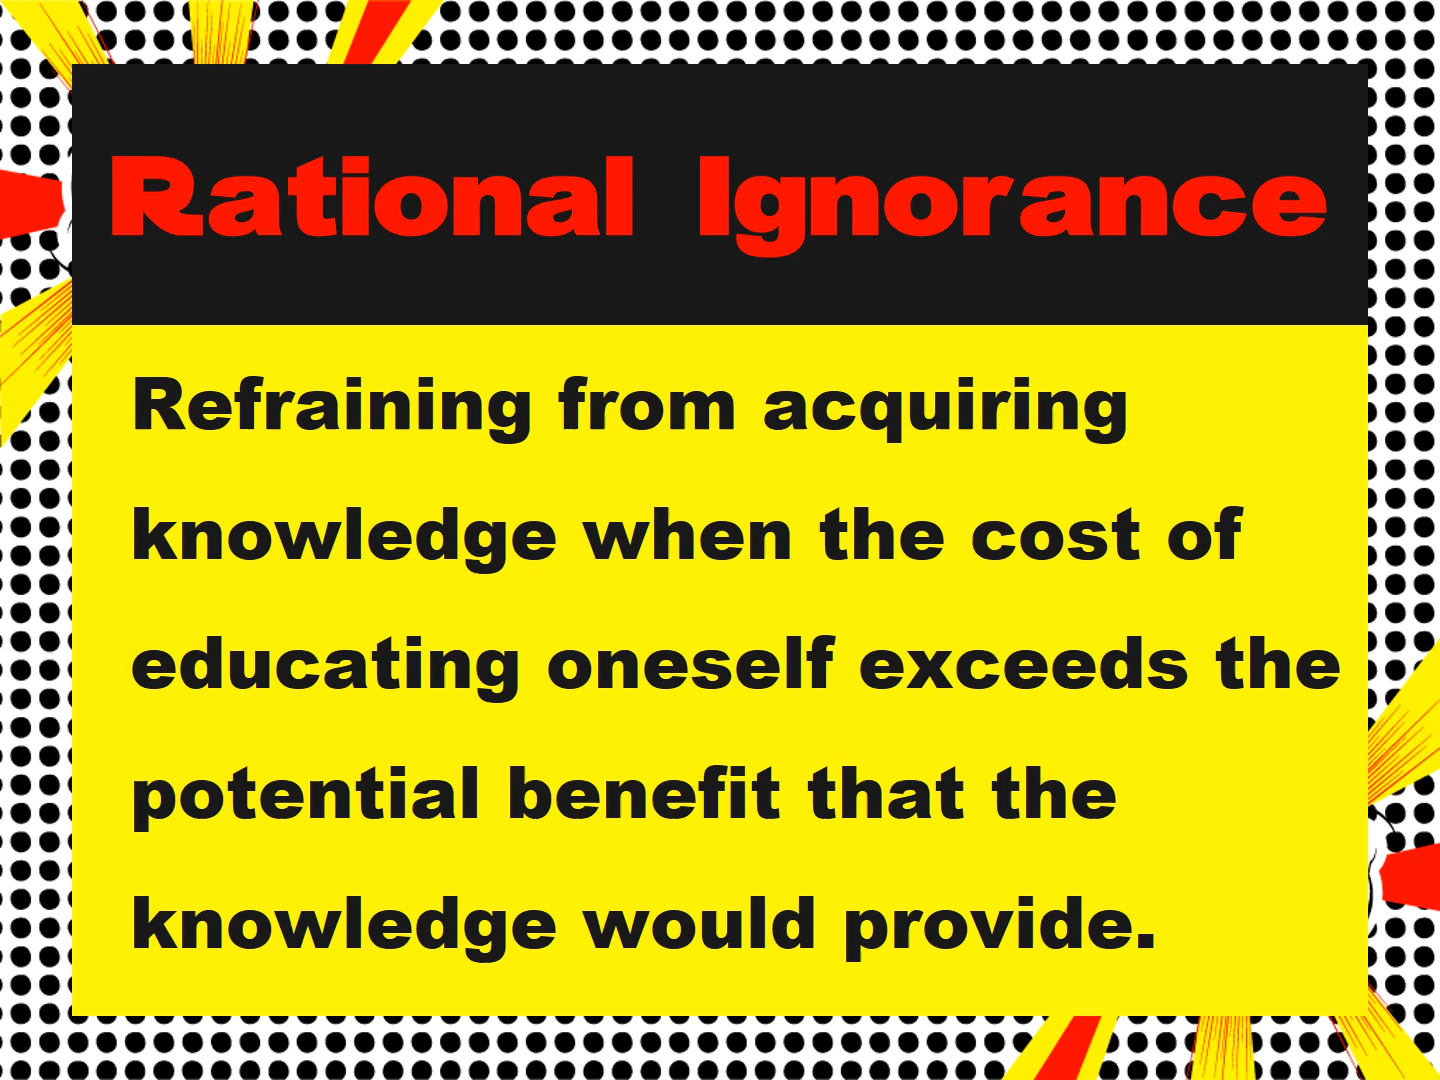 Rational Ignorance
Refraining from acquiring
knowledge when the cost of
educating oneself exceeds the
potential benefit that the
knowledge would provide.